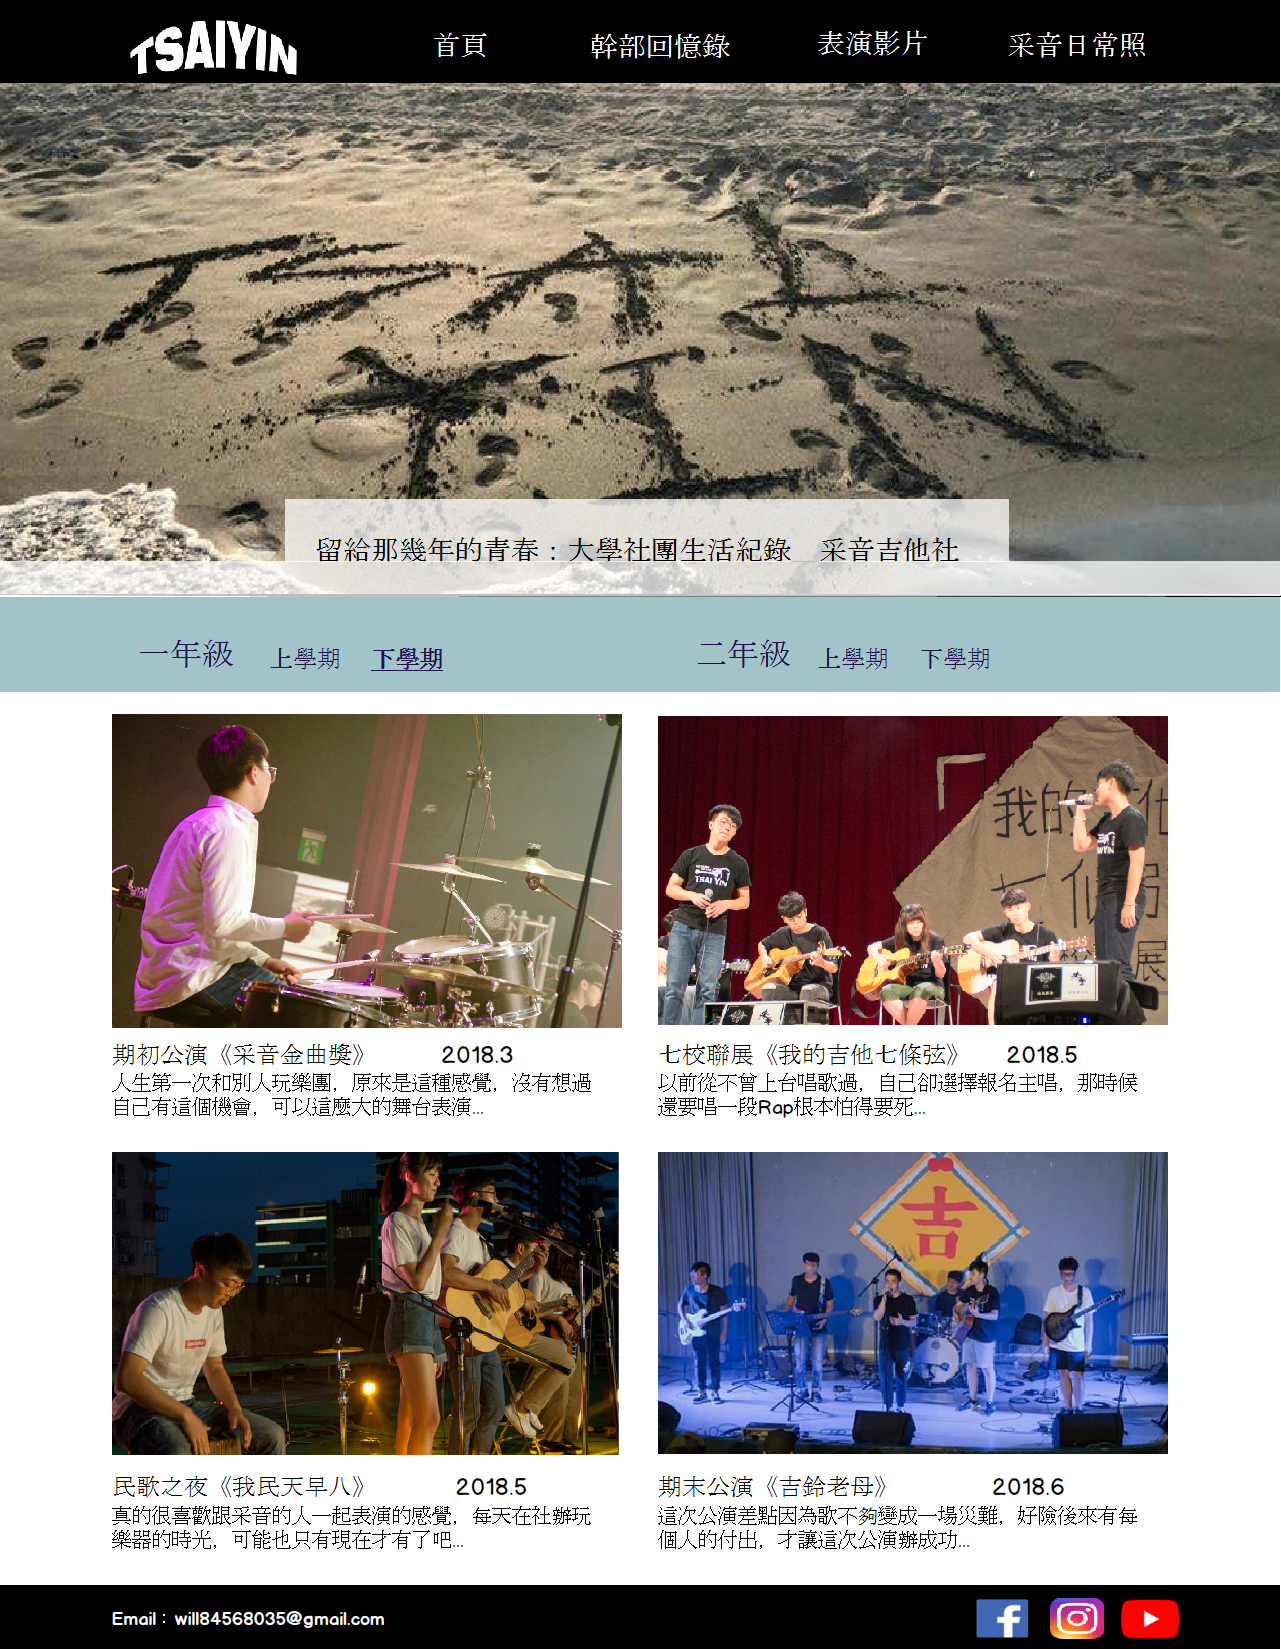 TSAIYIN
首頁
幹部回憶錄
表演影片
采音日常照
留給那幾年的青春：大學社團生活紀錄　采音吉他社
一年級　上學期　下學期
二年級　上學期　下學期
我的
TSAI YIN
展
期初公演《采音金曲獎》　2018.3
人生第一次和別人玩樂團，原來是這種感覺，沒有想過
自己有這個機會，可以這麼大的舞台表演...
七校聯展《我的吉他七條弦》　2018.5
以前從不曾上台唱歌過，自己卻選擇報名主唱，那時候
還要唱一段Rap根本怕得要死...
吉
民歌之夜《我民天早八》　2018.5
真的很喜歡跟采音的人一起表演的感覺，每天在社辦玩
樂器的時光，可能也只有現在才有了吧...
期末公演《吉鈴老母》　2018.6
這次公演差點因為歌不夠變成一場災難，好險後來有每
個人的付出，才讓這次公演辦成功...
Email：will84568035@gmail.com